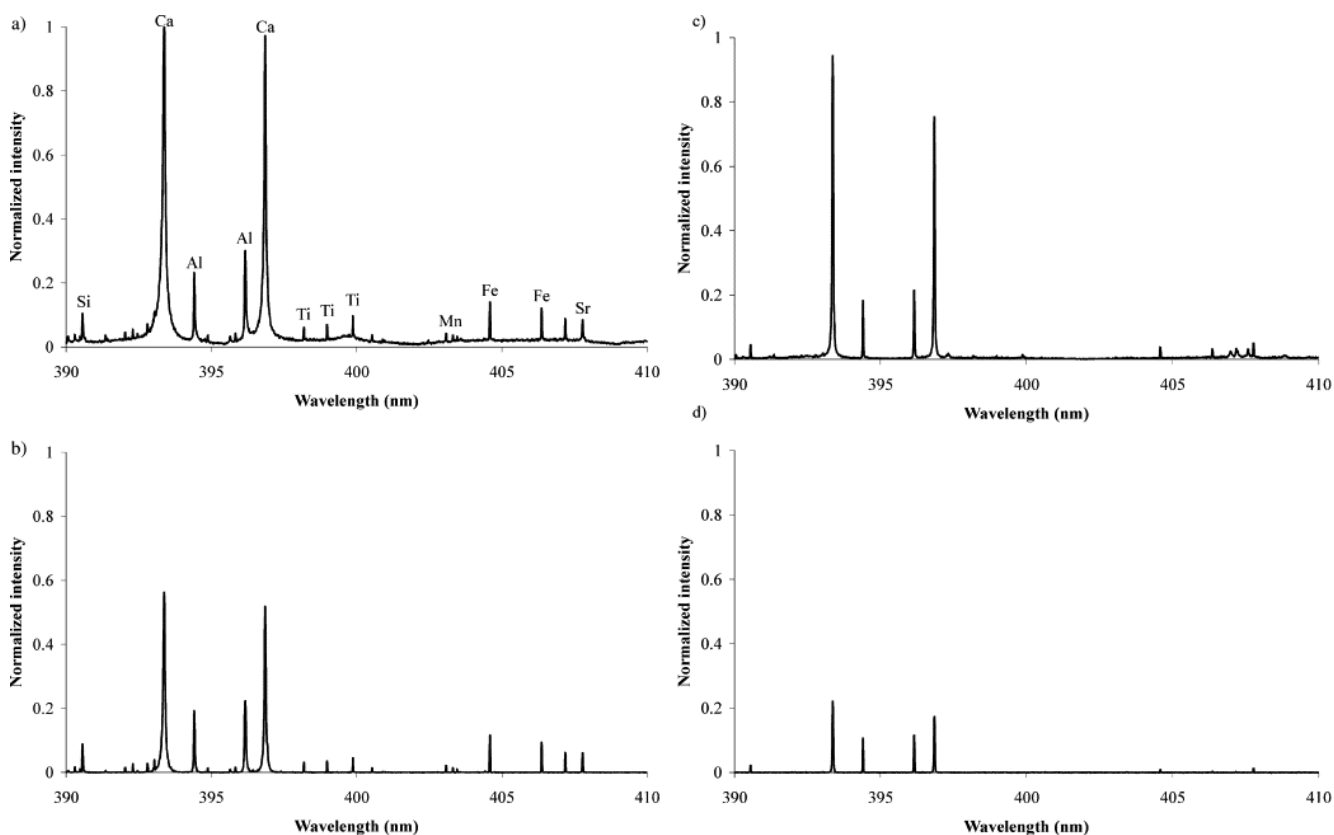 a)
Ca
Ca
1
0.8
0.6
0.4
0.2
0
Normalized intensity
Si
Al
Al
Ti
Ti
Ti
Mn
Fe
Fe
Sr
390
395
400
405
410
Wavelength (nm)
b)
1
0.8
0.6
0.4
0.2
0
Normalized intensity
390
395
400
405
410
Wavelength (nm)
c)
1
0.8
0.6
0.4
0.2
0
Normalized intensity
390
395
400
405
410
Wavelength (nm)
d)
1
0.8
0.6
0.4
0.2
0
Normalized intensity
390
395
400
405
410
Wavelength (nm)